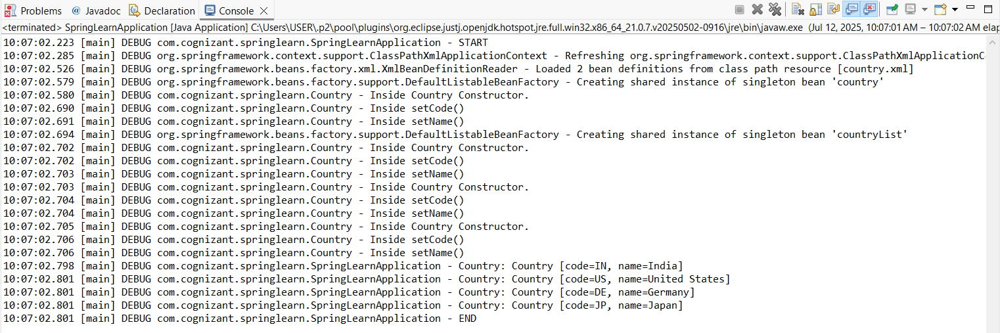 Problems @ Javadoc Declaration Console
<terminated> SpringLearnApplication [Java Application] C:\Users\USER\.p2\pool\plugins\org.eclipse.justj.openjdk.hotspot.jre.full.win32.x86_64_21.0.7.v20250502-0916\jre\bin\javaw.exe (Jul 12, 2025, 10:07:01 AM – 10:07:02 AM elap
10:07:02.223 [main] DEBUG com.cognizant.springlearn.SpringLearnApplication - START
10:07:02.285 [main] DEBUG org.springframework.context.support.ClassPathXmlApplicationContext - Refreshing org.springframework.context.support.ClassPathXmlApplicationCo
10:07:02.526 [main] DEBUG org.springframework.beans.factory.xml.XmlBeanDefinitionReader - Loaded 2 bean definitions from class path resource [country.xml]
10:07:02.579 [main] DEBUG org.springframework.beans.factory.support.DefaultListableBeanFactory - Creating shared instance of singleton bean 'country'
10:07:02.580 [main] DEBUG com.cognizant.springlearn.Country - Inside Country Constructor.
10:07:02.690 [main] DEBUG com.cognizant.springlearn.Country - Inside setCode()
10:07:02.691 [main] DEBUG com.cognizant.springlearn.Country - Inside setName()
10:07:02.694 [main] DEBUG org.springframework.beans.factory.support.DefaultListableBeanFactory - Creating shared instance of singleton bean 'countryList'
10:07:02.702 [main] DEBUG com.cognizant.springlearn.Country - Inside Country Constructor.
10:07:02.702 [main] DEBUG com.cognizant.springlearn.Country - Inside setCode()
10:07:02.703 [main] DEBUG com.cognizant.springlearn.Country - Inside setName()
10:07:02.703 [main] DEBUG com.cognizant.springlearn.Country - Inside Country Constructor.
10:07:02.704 [main] DEBUG com.cognizant.springlearn.Country - Inside setCode()
10:07:02.704 [main] DEBUG com.cognizant.springlearn.Country - Inside setName()
10:07:02.705 [main] DEBUG com.cognizant.springlearn.Country - Inside Country Constructor.
10:07:02.706 [main] DEBUG com.cognizant.springlearn.Country - Inside setCode()
10:07:02.706 [main] DEBUG com.cognizant.springlearn.Country - Inside setName()
10:07:02.798 [main] DEBUG com.cognizant.springlearn.SpringLearnApplication - Country: Country [code=IN, name=India]
10:07:02.801 [main] DEBUG com.cognizant.springlearn.SpringLearnApplication - Country: Country [code=US, name=United States]
10:07:02.801 [main] DEBUG com.cognizant.springlearn.SpringLearnApplication - Country: Country [code=DE, name=Germany]
10:07:02.801 [main] DEBUG com.cognizant.springlearn.SpringLearnApplication - Country: Country [code=JP, name=Japan]
10:07:02.801 [main] DEBUG com.cognizant.springlearn.SpringLearnApplication - END